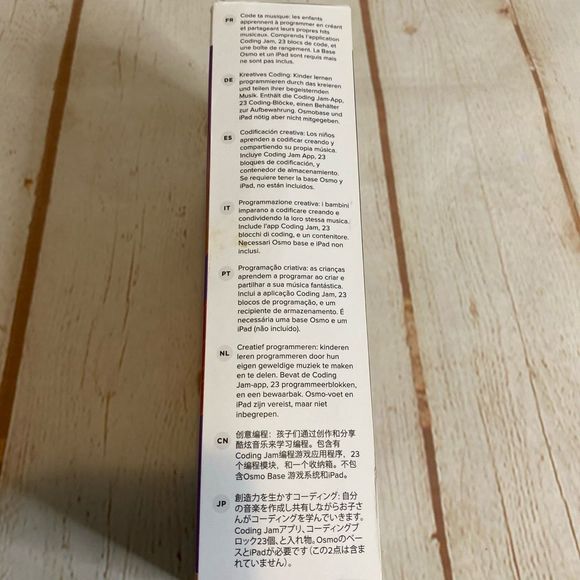 FR
Code ta musique: les enfants
apprennent à programmer en créant
et partageant leurs propres hits
musicaux. Comprends l'application
Coding Jam, 23 blocs de code, et
une boîte de rangement. La Base
Osmo et un iPad sont requis mais
ne sont pas inclus.
DE
Kreatives Coding: Kinder lernen
programmieren durch das kreieren
und teilen Ihrer begeisternden
Musik. Enthält die Coding Jam-App,
23 Coding-Blöcke, einen Behälter
zur Aufbewahrung. Osmobase und
iPad nötig aber nicht mitgegeben.
ES
Codificación creativa: Los niños
aprenden a codificar creando y
compartiendo su propia música.
Incluye Coding Jam App, 23
bloques de codificación, y
contenedor de almacenamiento.
Se requiere tener la base Osmo y
iPad, no están incluidos.
IT
Programmazione creativa: i bambini
imparano a codificare creando e
condividendo la loro stessa musica.
Include l'app Coding Jam, 23
blocchi di coding, e un contenitore.
Necessari Osmo base e iPad non
inclusi.
PT
Programação criativa: as crianças
aprendem a programar ao criar e
partilhar a sua música fantástica.
Inclui a aplicação Coding Jam, 23
blocos de programação, e um
recipiente de armazenamento. É
necessária uma base Osmo e um
iPad (não incluído).
NL
Creatief programmeren: kinderen
leren programmeren door hun
eigen geweldige muziek te maken
en te delen. Bevat de Coding
Jam-app, 23 programmeerblokken,
en een bewaarbak. Osmo-voet en
iPad zijn vereist, maar niet
inbegrepen.
CN
创意编程：孩子们通过创作和分享
酷炫音乐来学习编程。包含有
Coding Jam编程游戏应用程序，23
个编程模块，和一个收纳箱。不包
含Osmo Base 游戏系统和iPad。
JP
創造力を生かすコーディング: 自分
の音楽を作成し共有しながらお子さ
んがコーディングを学んでいきます。
Coding Jamアプリ、コーディングブ
ロック23個、と入れ物。Osmoのベー
スとiPadが必要です（この2点は含ま
れていません）。